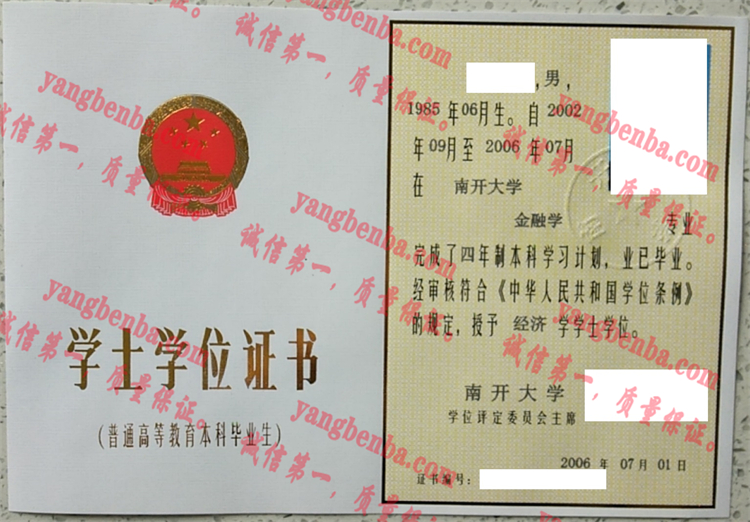 学士学位证书
(普通高等教育本科毕业生)
,男,
1985 年 06月生。自 2002
年 09月至 2006 年 07月
在 南开大学
金融学 专业
完成了四年制本科学习计划,业已毕业。
经审核符合《中华人民共和国学位条例》
的规定,授予 经济 学学士学位。
南开大学
学位评定委员会主席
2006 年 07月 01日
证书编号:
yangbenba.com
诚信第一,质量保证。